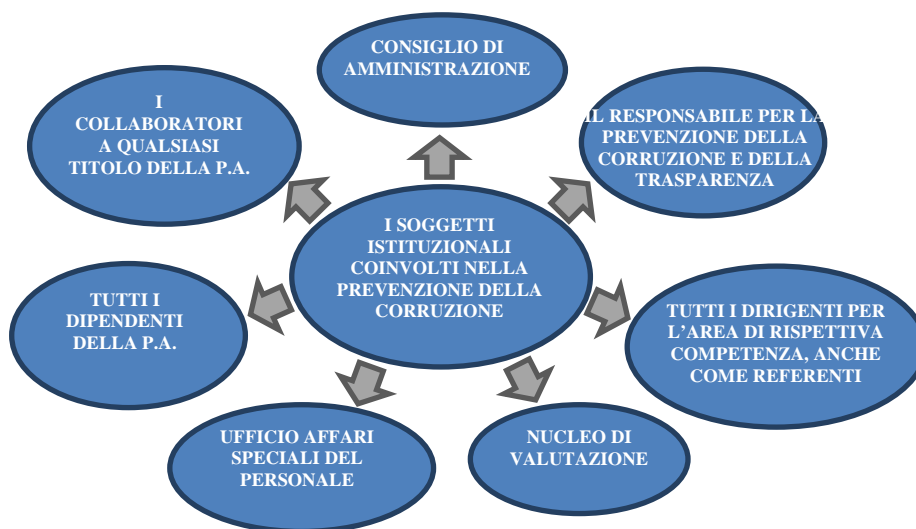 CONSIGLIO DI
AMMINISTRAZIONE
I
COLLABORATORI
A QUALSIASI
TITOLO DELLA P.A.
IL RESPONSABILE PER LA
PREVENZIONE DELLA
CORRUZIONE E DELLA
TRASPARENZA
I SOGGETTI
ISTITUZIONALI
COINVOLTI NELLA
PREVENZIONE DELLA
CORRUZIONE
TUTTI I
DIPENDENTI
DELLA P.A.
TUTTI I DIRIGENTI PER
L’AREA DI RISPETTIVA
COMPETENZA, ANCHE
COME REFERENTI
UFFICIO AFFARI
SPECIALI DEL
PERSONALE
NUCLEO DI
VALUTAZIONE